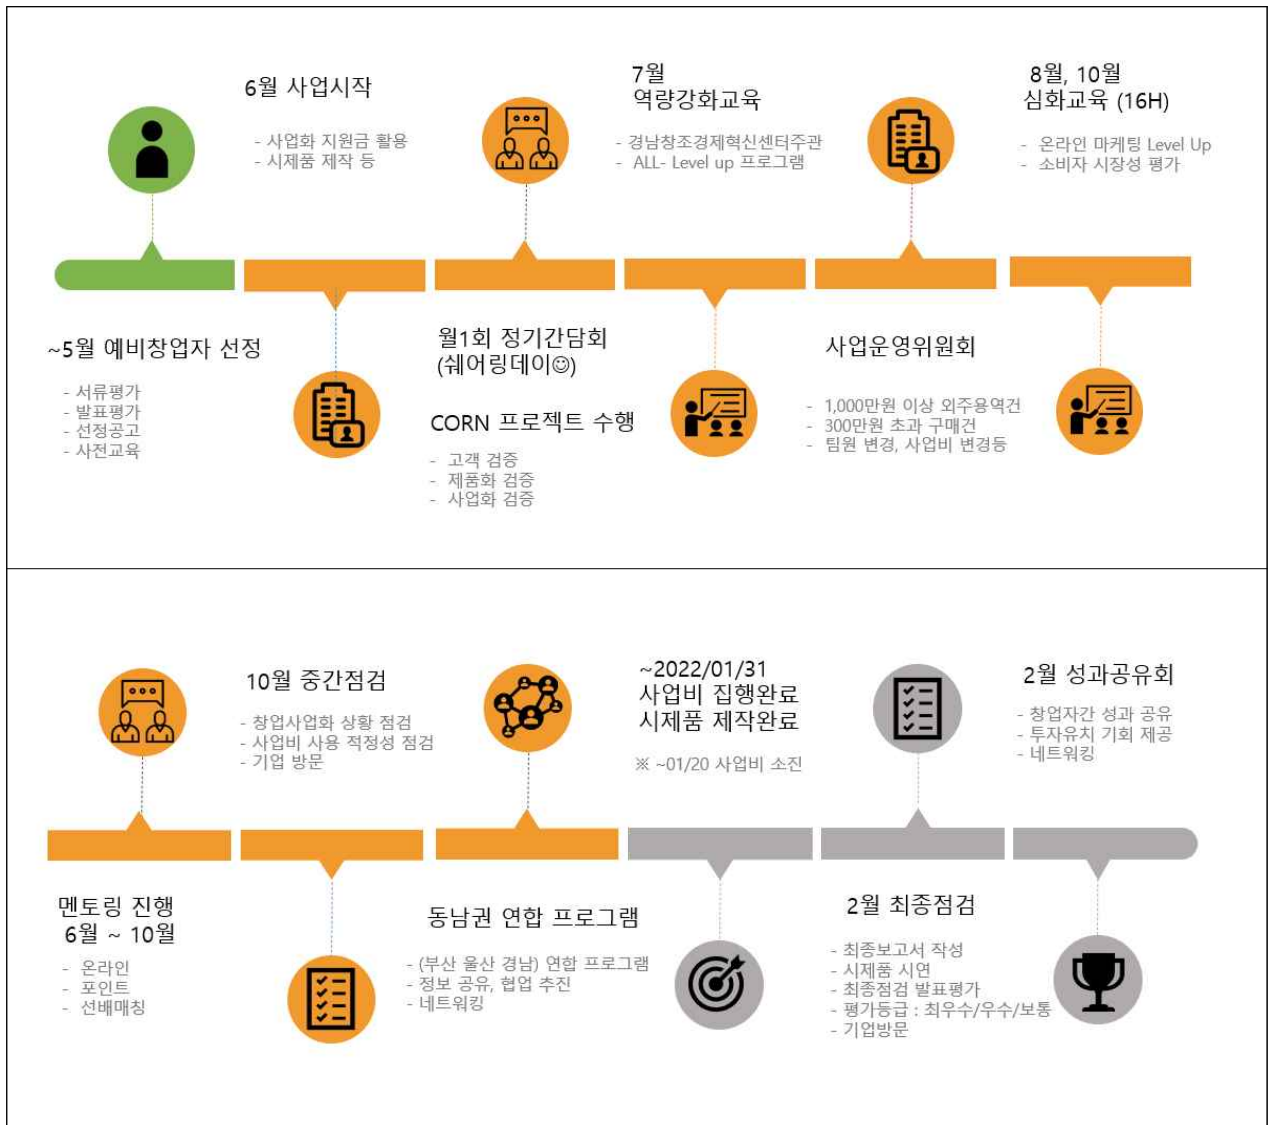 ~5월 예비창업자 선정
- 서류평가
- 발표평가
- 선정공고
- 사전교육
6월 사업시작
- 사업화 지원금 활용
- 시제품 제작 등
월1회 정기간담회
(쉐어링데이☺)
CORN 프로젝트 수행
- 고객 검증
- 제품화 검증
- 사업화 검증
7월
역량강화교육
- 경남창조경제혁신센터주관
- ALL- Level up 프로그램
사업운영위원회
- 1,000만원 이상 외주용역건
- 300만원 초과 구매건
- 팀원 변경, 사업비 변경등
8월, 10월
심화교육 (16H)
- 온라인 마케팅 Level Up
- 소비자 시장성 평가
멘토링 진행
6월 ~ 10월
- 온라인
- 포인트
- 선배매칭
10월 중간점검
- 창업사업화 상황 점검
- 사업비 사용 적정성 점검
- 기업 방문
동남권 연합 프로그램
- (부산 울산 경남) 연합 프로그램
- 정보 공유, 협업 추진
- 네트워킹
~2022/01/31
사업비 집행완료
시제품 제작완료
※ ~01/20 사업비 소진
2월 최종점검
- 최종보고서 작성
- 시제품 시연
- 최종점검 발표평가
- 평가등급 : 최우수/우수/보통
- 기업방문
2월 성과공유회
- 창업자간 성과 공유
- 투자유치 기회 제공
- 네트워킹